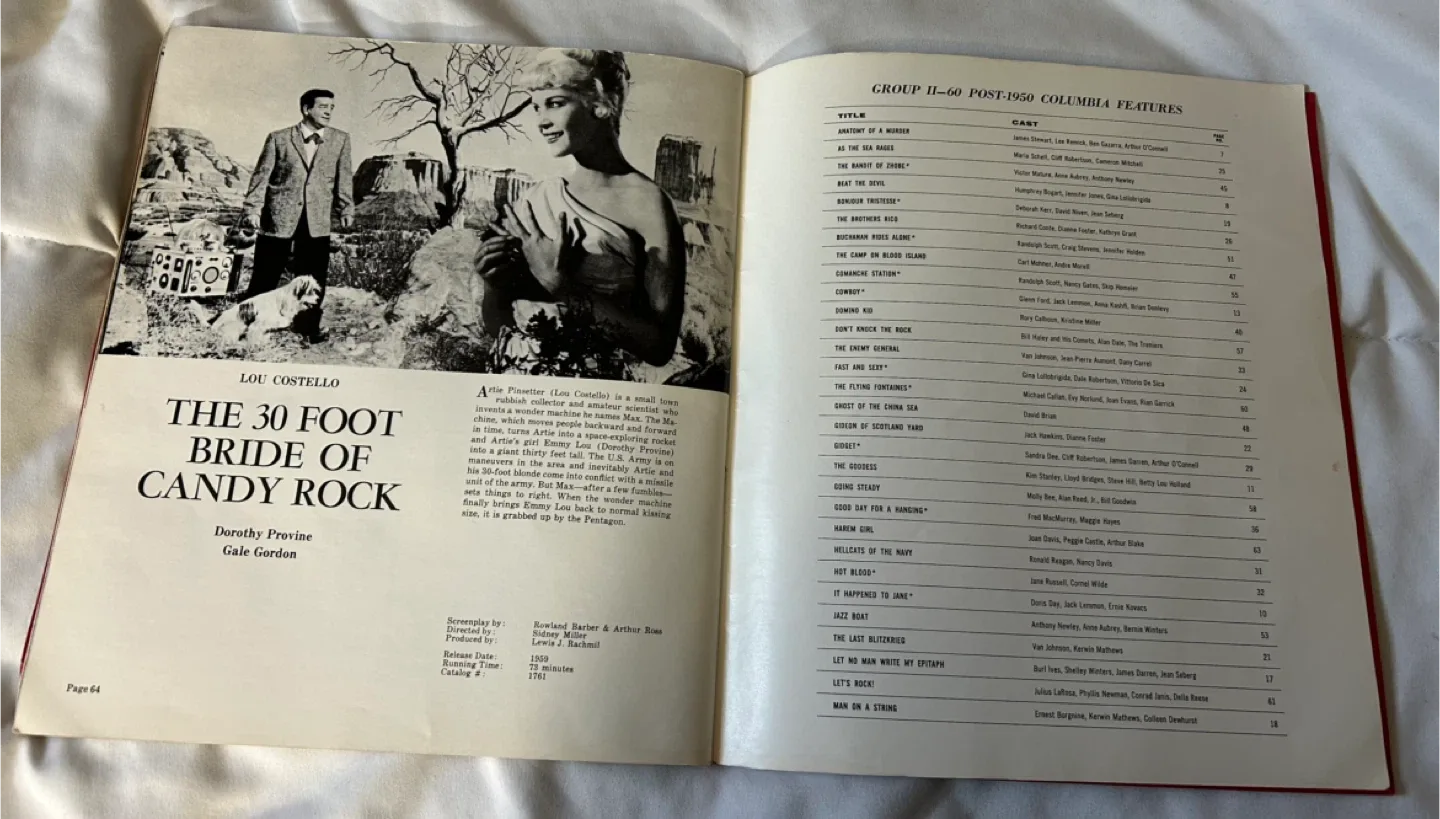 LOU COSTELLO
THE 30 FOOT
BRIDE OF
CANDY ROCK
Dorothy Provine
Gale Gordon
Artie Pinsetter (Lou Costello) is a small town
rubbish collector and amateur scientist who
invents a wonder machine he names Max. The Ma-
chine, which moves people backward and forward
in time, turns Artie into a space-exploring rocket
and Artie's girl Emmy Lou (Dorothy Provine)
into a giant thirty feet tall. The U.S. Army is on
maneuvers in the area and inevitably Artie and
his 30-foot blonde come into conflict with a missile
unit of the army. But Max—after a few fumbles—
sets things to right. When the wonder machine
finally brings Emmy Lou back to normal kissing
size, it is grabbed up by the Pentagon.
Screenplay by: Rowland Barber & Arthur Ross
Directed by: Sidney Miller
Produced by: Lewis J. Rachmil
Release Date: 1959
Running Time: 73 minutes
Catalog #: 1761
Page 64
GROUP II—60 POST-1950 COLUMBIA FEATURES
TITLE CAST PAGE NO.
ANATOMY OF A MURDER James Stewart, Lee Remick, Ben Gazarra, Arthur O'Connell 7
AS THE SEA RAGES Maria Schell, Cliff Robertson, Cameron Mitchell 25
THE BANDIT OF ZHOBE* Victor Mature, Anne Aubrey, Anthony Newley 45
BEAT THE DEVIL Humphrey Bogart, Jennifer Jones, Gina Lollobrigida 8
BONJOUR TRISTESSE* Deborah Kerr, David Niven, Jean Seberg 19
THE BROTHERS RICO Richard Conte, Dianne Foster, Kathryn Grant 26
BUCHANAN RIDES ALONE* Randolph Scott, Craig Stevens, Jennifer Holden 51
THE CAMP ON BLOOD ISLAND Carl Mohner, Andre Morell 47
COMANCHE STATION* Randolph Scott, Nancy Gates, Skip Homeier 55
COWBOY* Glenn Ford, Jack Lemmon, Anna Kashfi, Brian Donlevy 13
DOMINO KID Rory Calhoun, Kristine Miller 40
DON'T KNOCK THE ROCK Bill Haley and His Comets, Alan Dale, The Treniers 57
THE ENEMY GENERAL Van Johnson, Jean-Pierre Aumont, Dany Carrel 23
FAST AND SEXY* Gina Lollobrigida, Dale Robertson, Vittorio De Sica 24
THE FLYING FONTAINES* Michael Callan, Evy Norlund, Joan Evans, Rian Garrick 60
GHOST OF THE CHINA SEA David Brian 48
GIDEON OF SCOTLAND YARD Jack Hawkins, Dianne Foster 22
GIDGET* Sandra Dee, Cliff Robertson, James Darren, Arthur O'Connell 29
THE GODDESS Kim Stanley, Lloyd Bridges, Steve Hill, Betty Lou Holland 11
GOING STEADY Molly Bee, Alan Reed, Jr., Bill Goodwin 58
GOOD DAY FOR A HANGING* Fred MacMurray, Maggie Hayes 36
HAREM GIRL Joan Davis, Peggie Castle, Arthur Blake 63
HELLCATS OF THE NAVY Ronald Reagan, Nancy Davis 31
HOT BLOOD* Jane Russell, Cornel Wilde 32
IT HAPPENED TO JANE* Doris Day, Jack Lemmon, Ernie Kovacs 10
JAZZ BOAT Anthony Newley, Anne Aubrey, Bernie Winters 53
THE LAST BLITZKRIEG Van Johnson, Kerwin Mathews 21
LET NO MAN WRITE MY EPITAPH Burl Ives, Shelley Winters, James Darren, Jean Seberg 17
LET'S ROCK! Julius LaRosa, Phyllis Newman, Conrad Janis, Della Reese 61
MAN ON A STRING Ernest Borgnine, Kerwin Mathews, Colleen Dewhurst 18